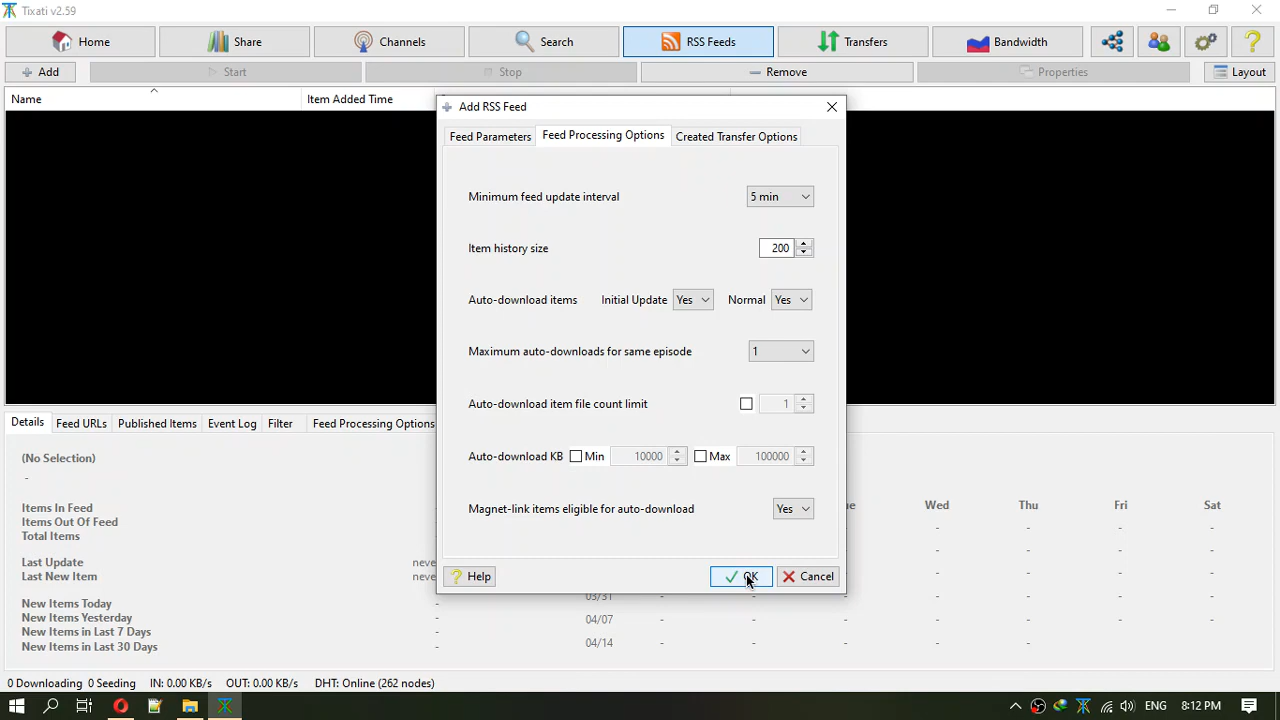 Tixati v2.59
Home
Share
Channels
Search
RSS Feeds
Transfers
Bandwidth
?
Add
Start
Stop
Remove
Properties
Layout
Name
Item Added Time
Add RSS Feed
Feed Parameters
Feed Processing Options
Created Transfer Options
Minimum feed update interval 5 min
Item history size 200
Auto-download items Initial Update Yes Normal Yes
Maximum auto-downloads for same episode 1
Auto-download item file count limit 1
Auto-download KB Min 10000 Max 100000
Magnet-link items eligible for auto-download Yes
? Help
OK
Cancel
Details
Feed URLs
Published Items
Event Log
Filter
Feed Processing Options
(No Selection)
-
Items In Feed
Items Out Of Feed
Total Items -
Last Update neve
Last New Item neve
New Items Today -
New Items Yesterday -
New Items in Last 7 Days -
New Items in Last 30 Days -
ue Wed Thu Fri Sat
- - - -
- - - -
- - - -
03/31 - - - - - - -
04/07 - - - - - - -
04/14 - - - - - - -
0 Downloading 0 Seeding IN: 0.00 KB/s OUT: 0.00 KB/s DHT: Online (262 nodes)
ENG 8:12 PM